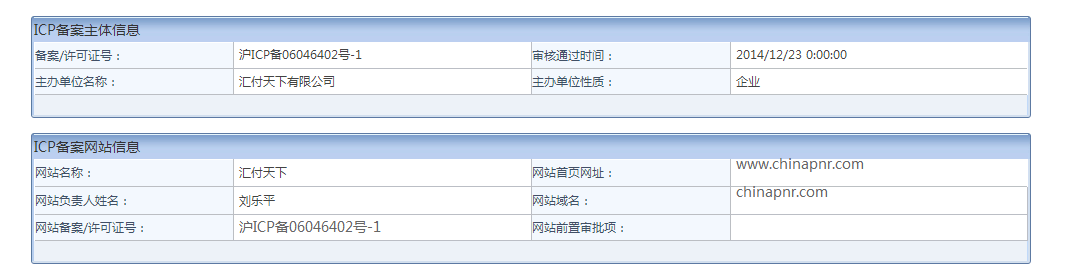 ICP备案主体信息
备案/许可证号： 沪ICP备06046402号-1 审核通过时间： 2014/12/23 0:00:00
主办单位名称： 汇付天下有限公司 主办单位性质： 企业
ICP备案网站信息
网站名称： 汇付天下 网站首页网址： www.chinapnr.com
网站负责人姓名： 刘乐平 网站域名： chinapnr.com
网站备案/许可证号： 沪ICP备06046402号-1 网站前置审批项：